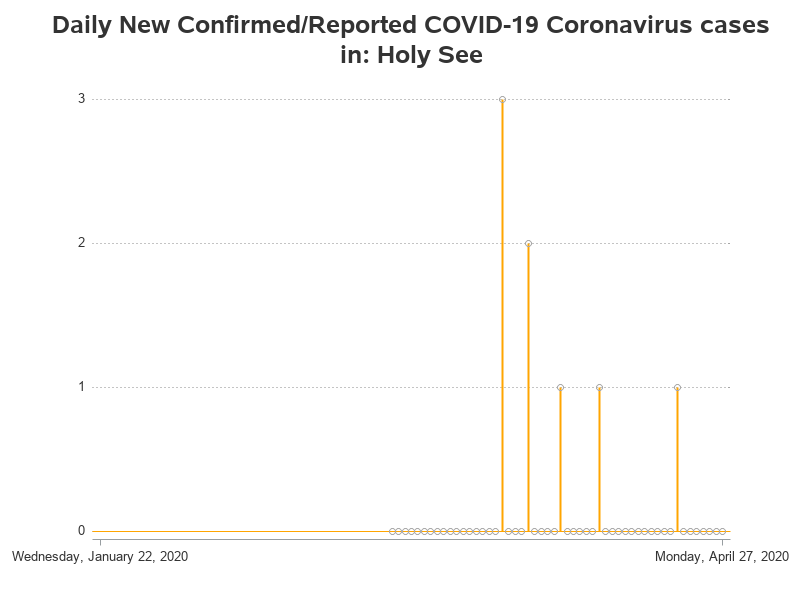 Daily New Confirmed/Reported COVID-19 Coronavirus cases
in: Holy See
3
2
1
0
Wednesday, January 22, 2020
Monday, April 27, 2020